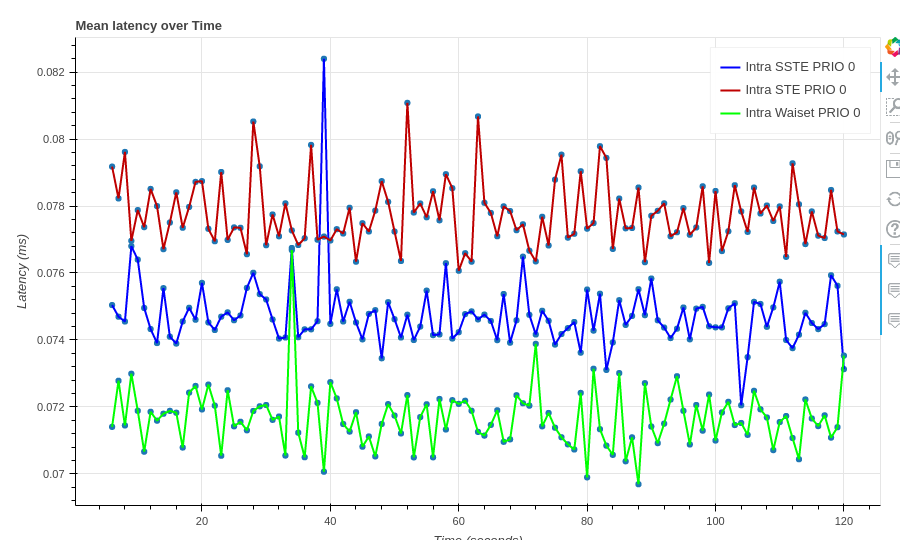 Mean latency over Time
Intra SSTE PRIO 0
Intra STE PRIO 0
Intra Waiset PRIO 0
Latency (ms)
0.082
0.08
0.078
0.076
0.074
0.072
0.07
20
40
60
80
100
120
Time (seconds)